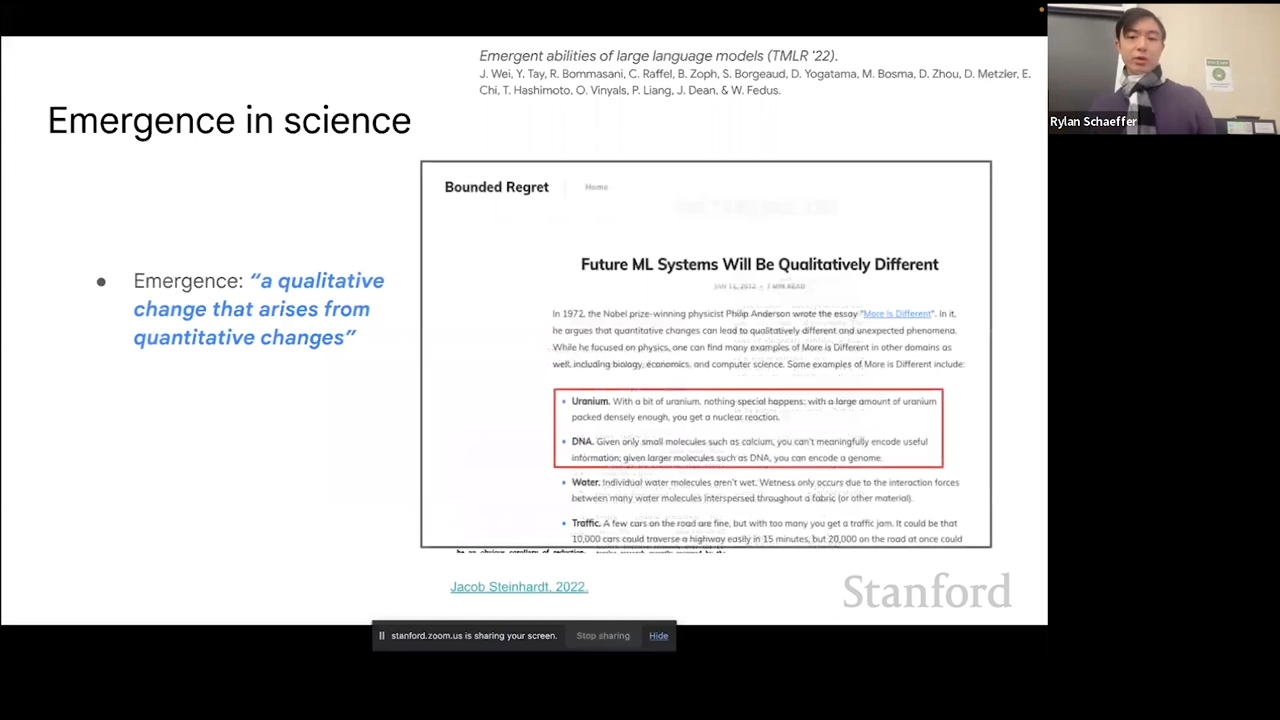 Emergent abilities of large language models (TMLR ‘22).
J. Wei, Y. Tay, R. Bommasani, C. Raffel, B. Zoph, S. Borgeaud, D. Yogatama, M. Bosma, D. Zhou, D. Metzler, E.
Chi, T. Hashimoto, O. Vinyals, P. Liang, J. Dean, & W. Fedus.
Rylan Schaeffer
Emergence in science
● Emergence: “a qualitative
change that arises from
quantitative changes”
Bounded Regret
Home
Future ML Systems Will Be Qualitatively Different
JAN 11, 2022 • 7 MIN READ
In 1972, the Nobel prize-winning physicist Philip Anderson wrote the essay "More Is Different". In it,
he argues that quantitative changes can lead to qualitatively different and unexpected phenomena.
While he focused on physics, one can find many examples of More is Different in other domains as
well, including biology, economics, and computer science. Some examples of More is Different include:
• Uranium. With a bit of uranium, nothing special happens; with a large amount of uranium
packed densely enough, you get a nuclear reaction.
• DNA. Given only small molecules such as calcium, you can't meaningfully encode useful
information; given larger molecules such as DNA, you can encode a genome.
• Water. Individual water molecules aren't wet. Wetness only occurs due to the interaction forces
between many water molecules interspersed throughout a fabric (or other material).
• Traffic. A few cars on the road are fine, but with too many you get a traffic jam. It could be that
10,000 cars could traverse a highway easily in 15 minutes, but 20,000 on the road at once could
be an obvious corollary of reduction
Jacob Steinhardt, 2022.
Stanford
stanford.zoom.us is sharing your screen.
Stop sharing
Hide